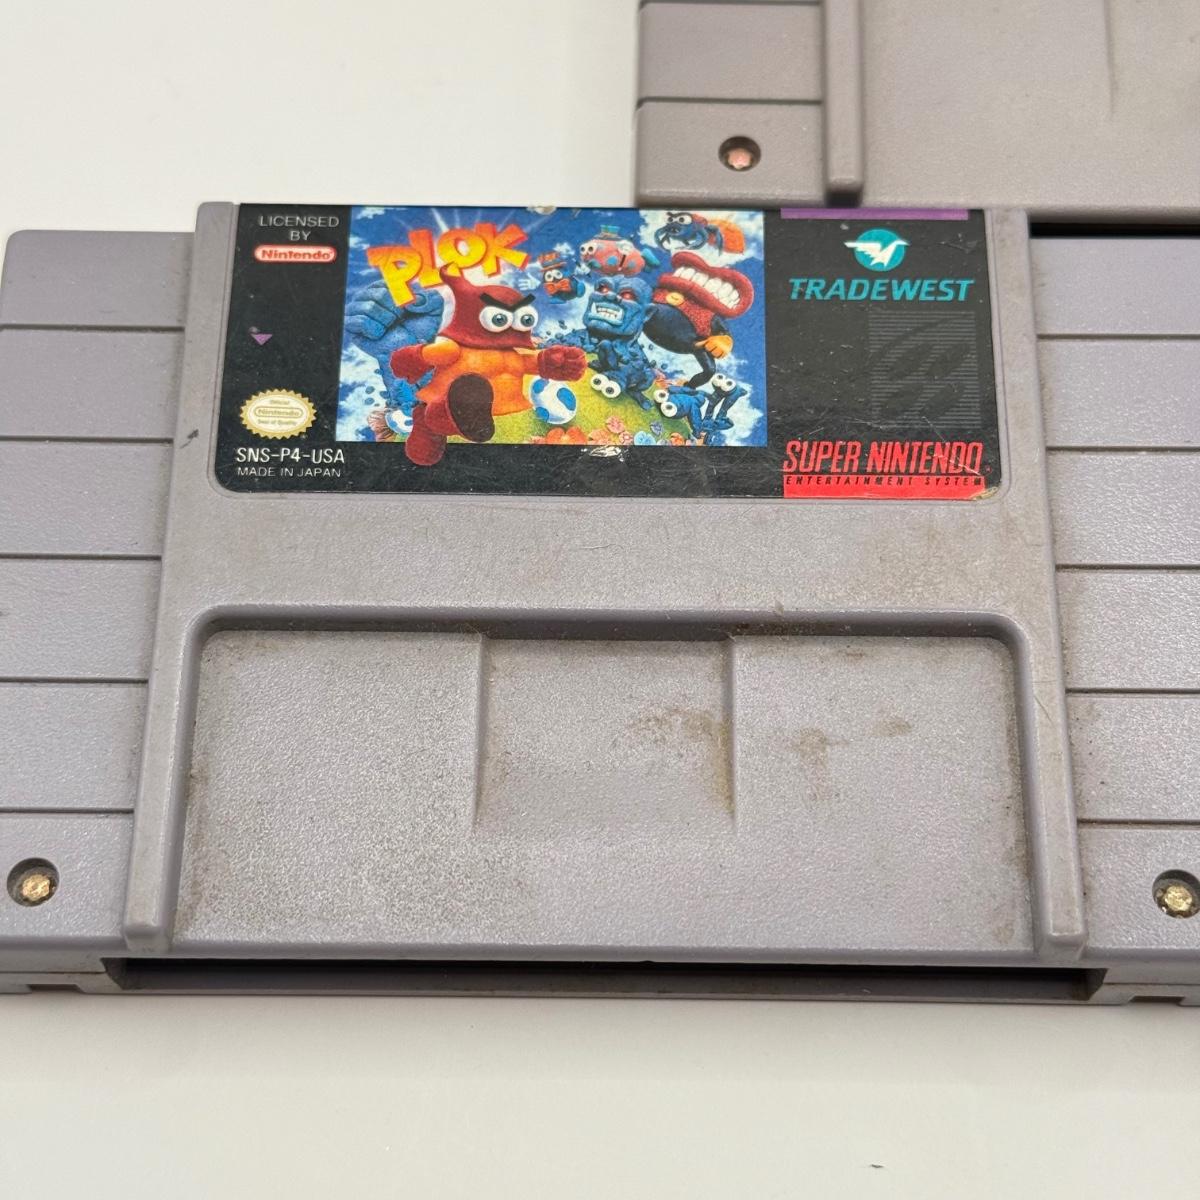 LICENSED
BY
Nintendo®
PLOK
TRADEWEST
Official
Nintendo
Seal of Quality
SNS-P4-USA
MADE IN JAPAN
SUPER NINTENDO
ENTERTAINMENT SYSTEM